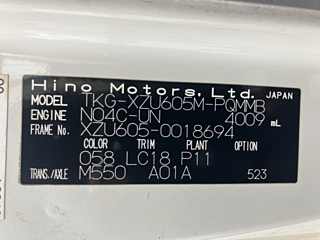 Hino Motors, Ltd. JAPAN
MODEL TKG-XZU605M-PQMMB
ENGINE N04C-UN 4009 mL
FRAME No. XZU605-0018694
COLOR TRIM PLANT OPTION
058 LC18 P11
TRANS./AXLE M550 A01A 523